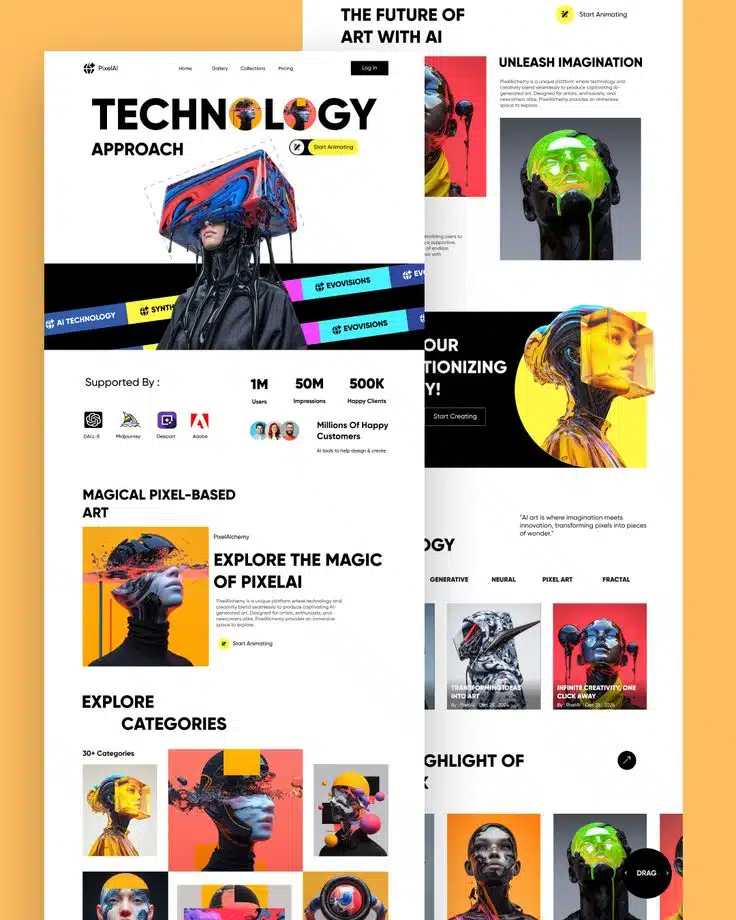 THE FUTURE OF
ART WITH AI
Start Animating
UNLEASH IMAGINATION
PixelAlchemy is a unique platform where technology and
creativity blend seamlessly to produce captivating AI-
generated art. Designed for artists, enthusiasts, and
newcomers alike, PixelAlchemy provides an immersive
space to explore.
enabling users to
a supportive,
of endless
or with
OUR
TIONIZING
Y!
Start Creating
"AI art is where imagination meets
innovation, transforming pixels into pieces
of wonder."
OGY
GENERATIVE
NEURAL
PIXEL ART
FRACTAL
TRANSFORMING IDEAS
INTO ART
By : PixelAi - Dec 25 , 2024
INFINITE CREATIVITY, ONE
CLICK AWAY
By : PixelAi - Dec 25 , 2024
GHLIGHT OF
K
DRAG
PixelAI
Home
Gallery
Collections
Pricing
Log In
TECHNOLOGY
APPROACH
Start Animating
AI TECHNOLOGY
SYNTH
EVOVISIONS
EVO
EVOVISIONS
Supported By :
DALL-E
Midjourney
Deepart
Adobe
1M
Users
50M
Impressions
500K
Happy Clients
Millions Of Happy
Customers
AI tools to help design & create
MAGICAL PIXEL-BASED
ART
PixelAlchemy
EXPLORE THE MAGIC
OF PIXELAI
PixelAlchemy is a unique platform where technology and
creativity blend seamlessly to produce captivating AI-
generated art. Designed for artists, enthusiasts, and
newcomers alike, PixelAlchemy provides an immersive
space to explore.
Start Animating
EXPLORE
CATEGORIES
30+ Categories